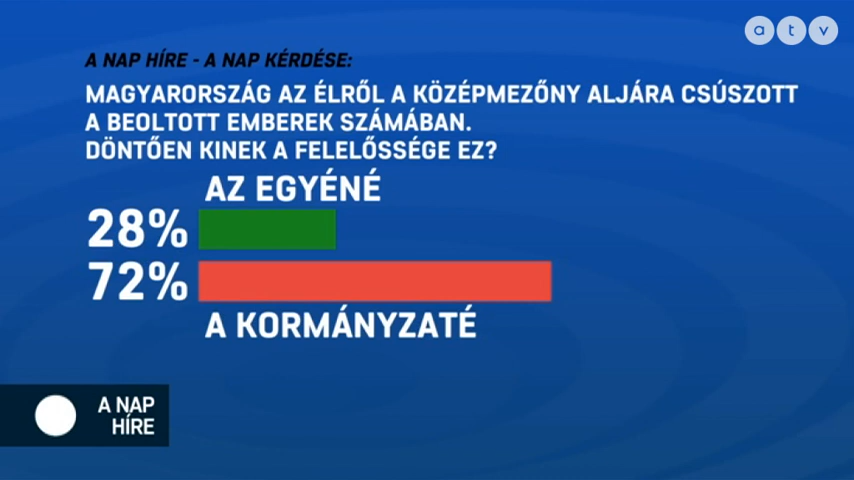 atv
A NAP HÍRE - A NAP KÉRDÉSE:
MAGYARORSZÁG AZ ÉLRŐL A KÖZÉPMEZŐNY ALJÁRA CSÚSZOTT
A BEOLTOTT EMBEREK SZÁMÁBAN.
DÖNTŐEN KINEK A FELELŐSSÉGE EZ?
AZ EGYÉNÉ
28%
72%
A KORMÁNYZATÉ
A NAP
HÍRE